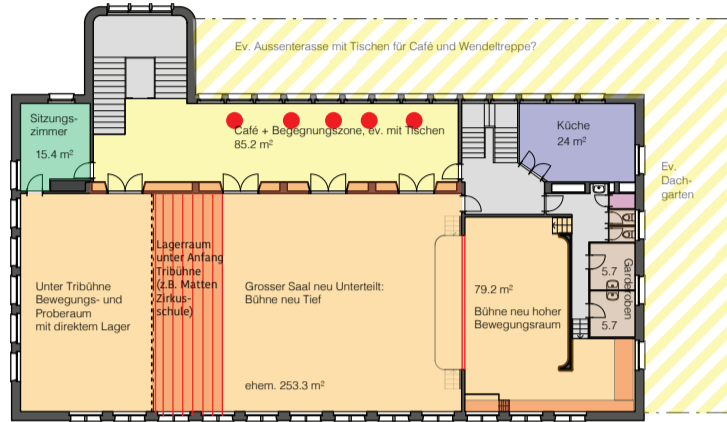 Ev. Aussenterasse mit Tischen für Café und Wendeltreppe?
Sitzungs-
zimmer
15.4 m²
Café + Begegnungszone, ev. mit Tischen
85.2 m²
Küche
24 m²
Ev.
Dach-
garten
Unter Tribühne
Bewegungs- und
Proberaum
mit direktem Lager
Lagerraum
unter Anfang
Tribühne
(z.B. Matten
Zirkus-
schule)
Grosser Saal neu Unterteilt:
Bühne neu Tief
ehem. 253.3 m²
79.2 m²
Bühne neu hoher
Bewegungsraum
Garderoben
5.7
5.7